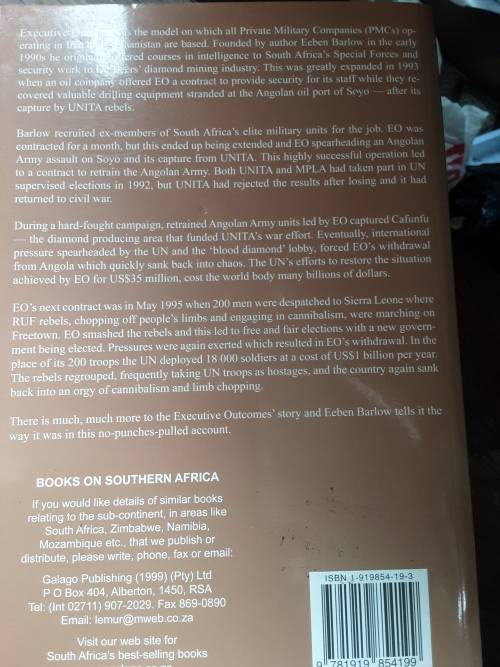 Executive Outcomes is the model on which all Private Military Companies (PMCs) op-
erating in Iraq and Afghanistan are based. Founded by author Eeben Barlow in the early
1990s he originally offered courses in intelligence to South Africa's Special Forces and
security work to De Beers' diamond mining industry. This was greatly expanded in 1993
when an oil company offered EO a contract to provide security for its staff while they re-
covered valuable drilling equipment stranded at the Angolan oil port of Soyo — after its
capture by UNITA rebels.
Barlow recruited ex-members of South Africa's elite military units for the job. EO was
contracted for a month, but this ended up being extended and EO spearheading an Angolan
Army assault on Soyo and its capture from UNITA. This highly successful operation led
to a contract to retrain the Angolan Army. Both UNITA and MPLA had taken part in UN
supervised elections in 1992, but UNITA had rejected the results after losing and it had
returned to civil war.
During a hard-fought campaign, retrained Angolan Army units led by EO captured Cafunfu
— the diamond producing area that funded UNITA's war effort. Eventually, international
pressure spearheaded by the UN and the 'blood diamond' lobby, forced EO's withdrawal
from Angola which quickly sank back into chaos. The UN's efforts to restore the situation
achieved by EO for US$35 million, cost the world body many billions of dollars.
EO's next contract was in May 1995 when 200 men were despatched to Sierra Leone where
RUF rebels, chopping off people's limbs and engaging in cannibalism, were marching on
Freetown. EO smashed the rebels and this led to free and fair elections with a new govern-
ment being elected. Pressures were again exerted which resulted in EO's withdrawal. In the
place of its 200 troops the UN deployed 18 000 soldiers at a cost of US$1 billion per year.
The rebels regrouped, frequently taking UN troops as hostages, and the country again sank
back into an orgy of cannibalism and limb chopping.
There is much, much more to the Executive Outcomes' story and Eeben Barlow tells it the
way it was in this no-punches-pulled account.
BOOKS ON SOUTHERN AFRICA
If you would like details of similar books
relating to the sub-continent, in areas like
South Africa, Zimbabwe, Namibia,
Mozambique etc., that we publish or
distribute, please write, phone, fax or email:
Galago Publishing (1999) (Pty) Ltd
P O Box 404, Alberton, 1450, RSA
Tel: (Int 02711) 907-2029. Fax 869-0890
Email: lemur@mweb.co.za
Visit our web site for
South Africa's best-selling books
ISBN 1-919854-19-3
9 781919 854199